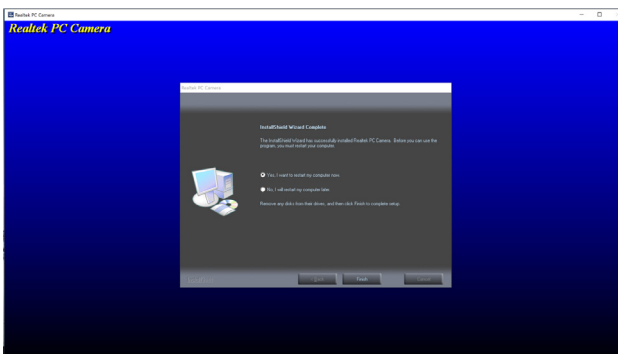 Realtek PC Camera
Realtek PC Camera
Realtek PC Camera
InstallShield Wizard Complete
The InstallShield Wizard has successfully installed Realtek PC Camera. Before you can use the
program, you must restart your computer.
Yes, I want to restart my computer now.
No, I will restart my computer later.
Remove any disks from their drives, and then click Finish to complete setup.
InstallShield
< Back
Finish
Cancel